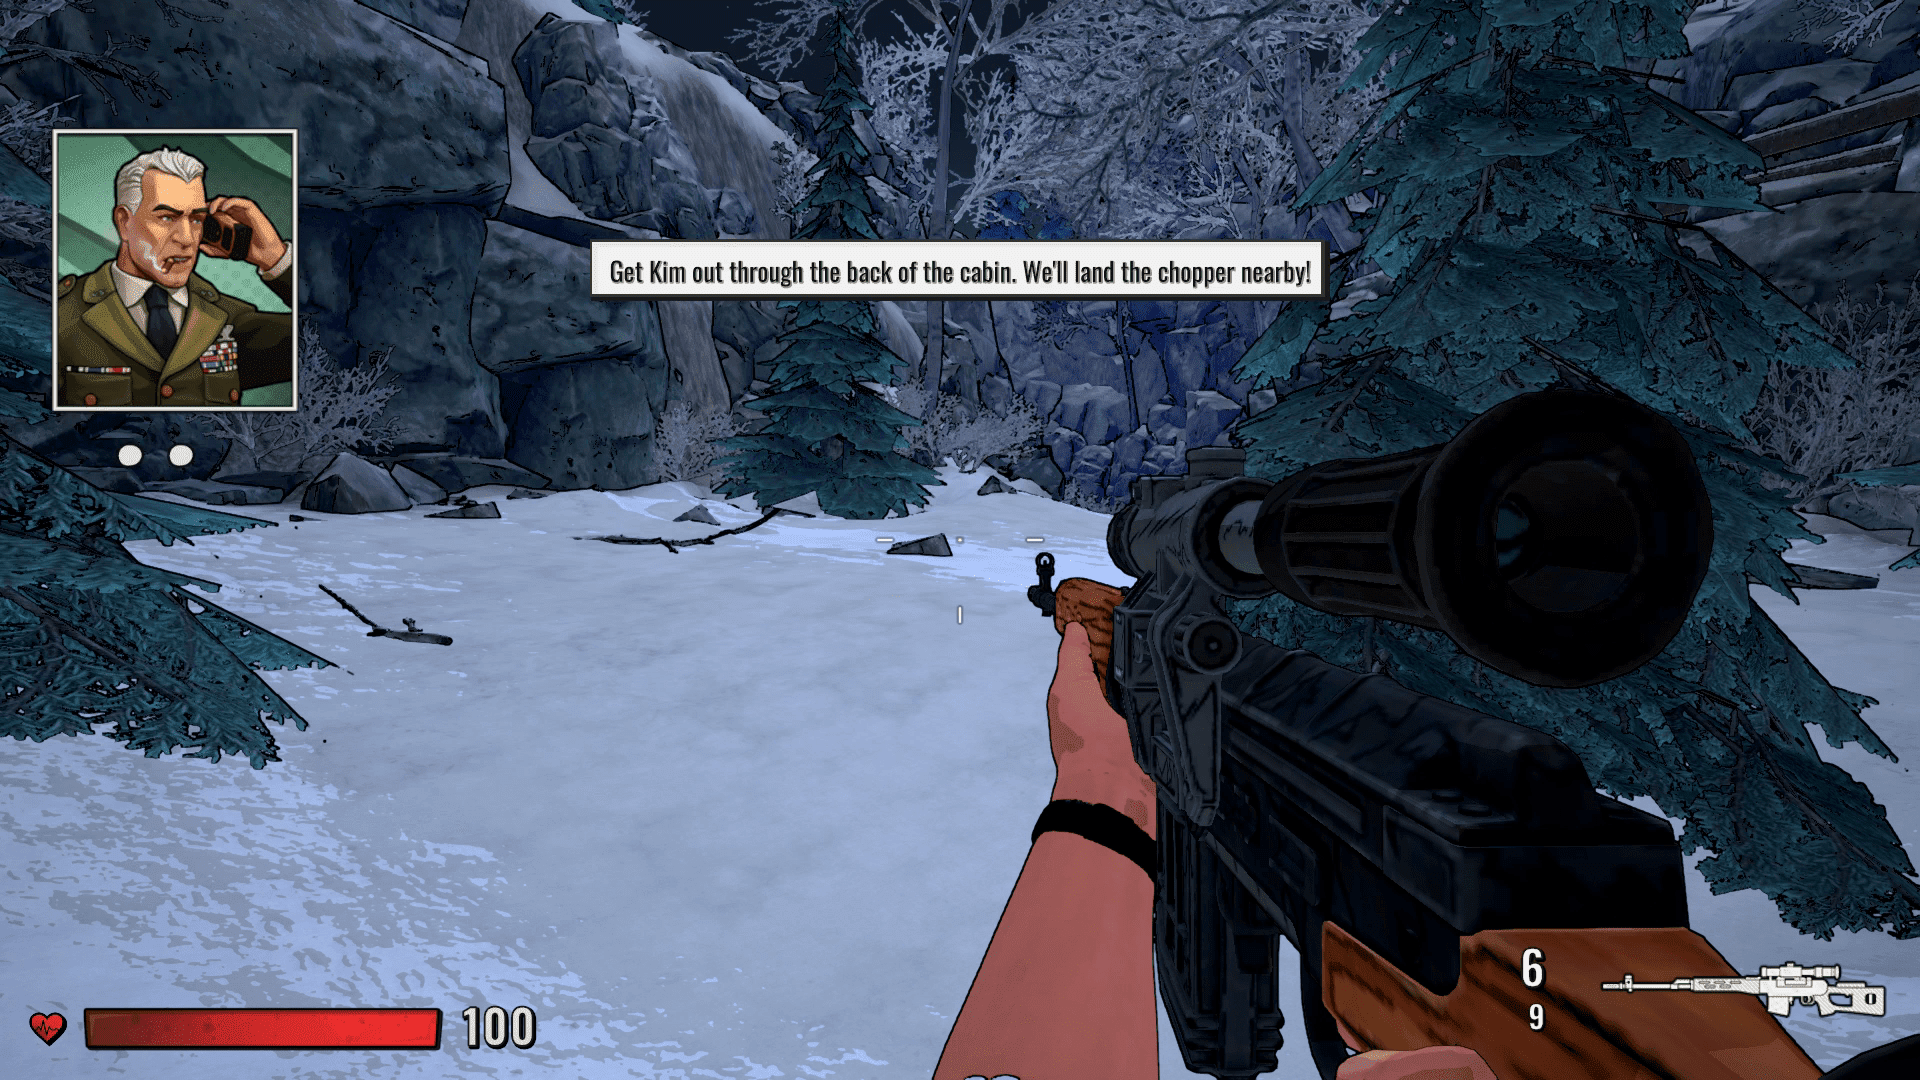 Get Kim out through the back of the cabin. We'll land the chopper nearby!
6
9
100